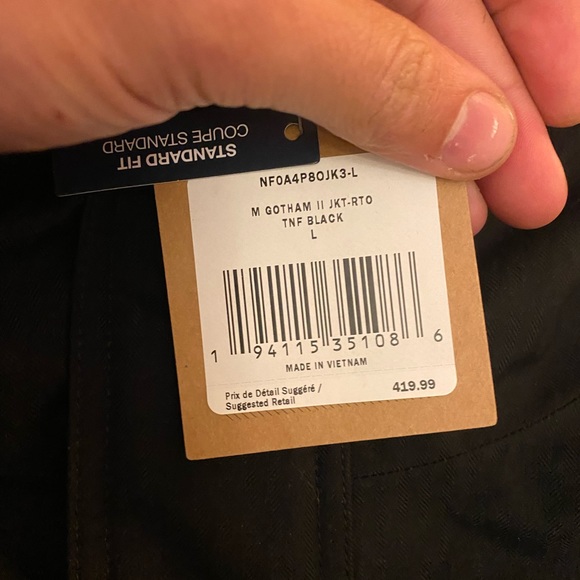 STANDARD FIT
COUPE STANDARD
NF0A4P8OJK3-L
M GOTHAM II JKT-RTO
TNF BLACK
L
1 94115 35108 6
MADE IN VIETNAM
Prix de Détail Suggéré /
Suggested Retail 419.99